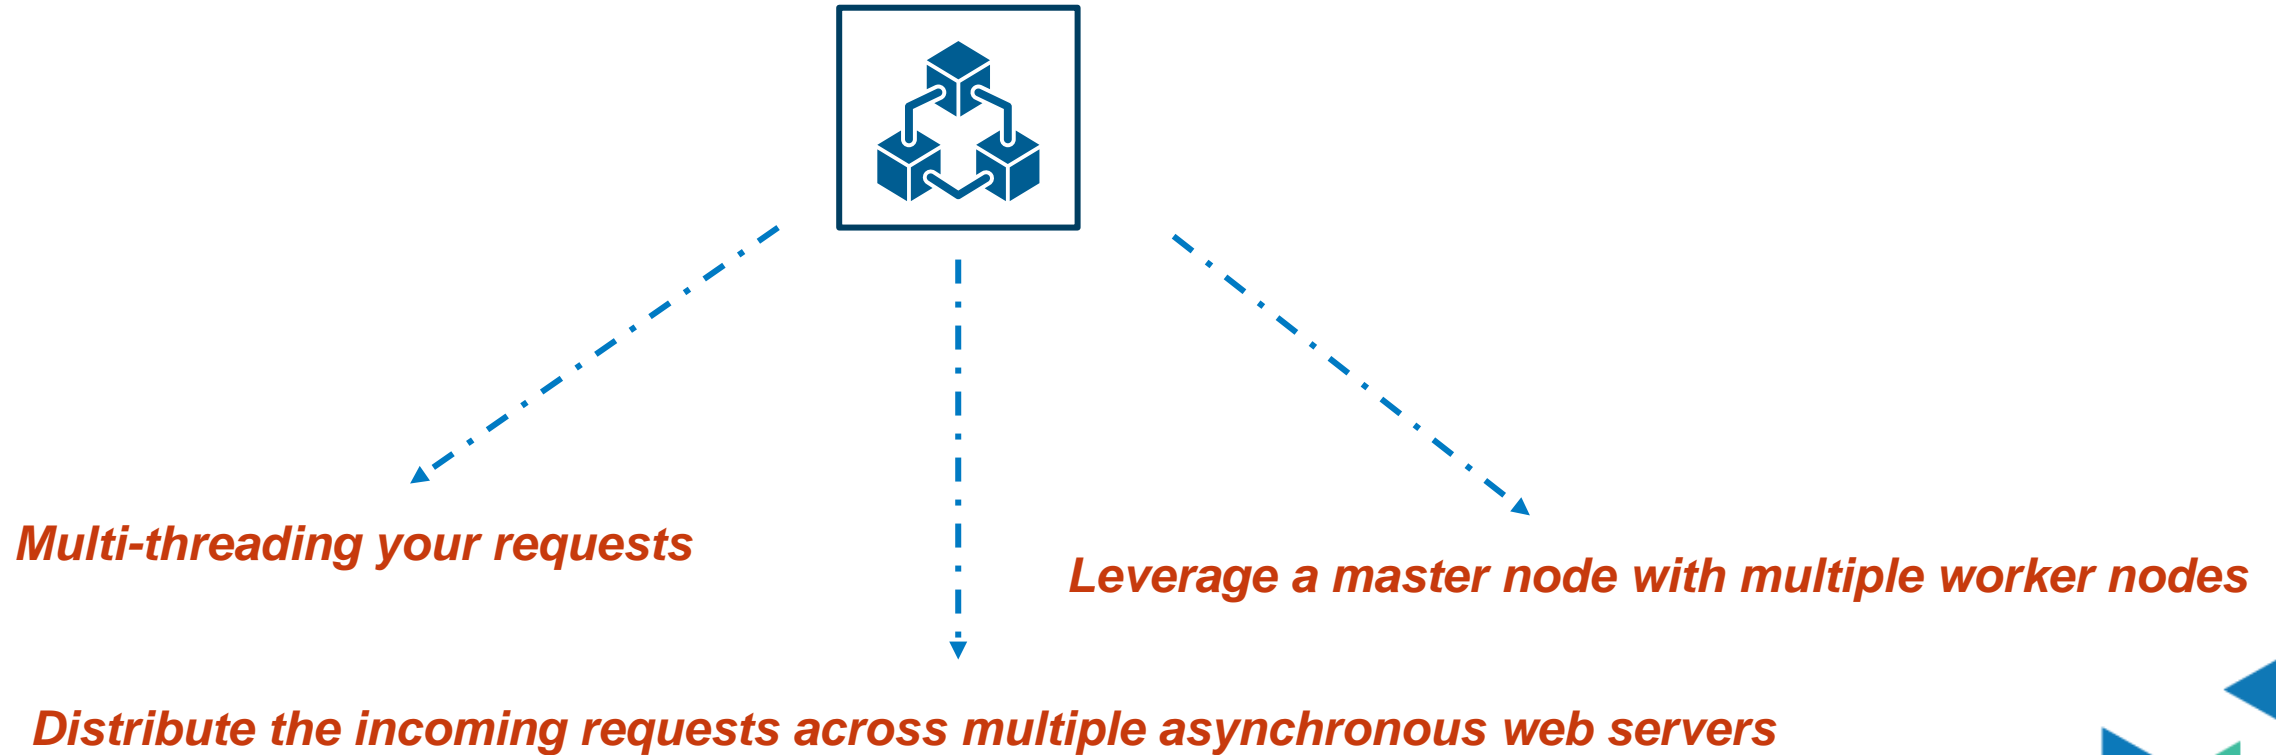 Multi-threading your requests
Leverage a master node with multiple worker nodes
Distribute the incoming requests across multiple asynchronous web servers